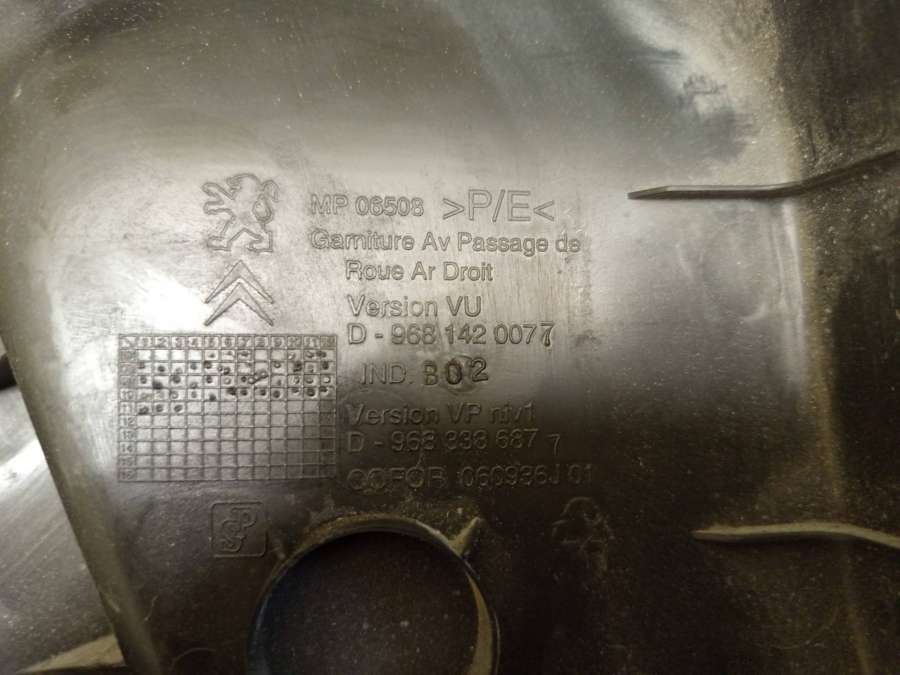 MP 06508 >P/E<
Garniture Av Passage de
Roue Ar Droit
Version VU
D - 968 142 0077
IND. B02
Version VP niv1
D - 968 338 687 7
COFOR 060936J 01